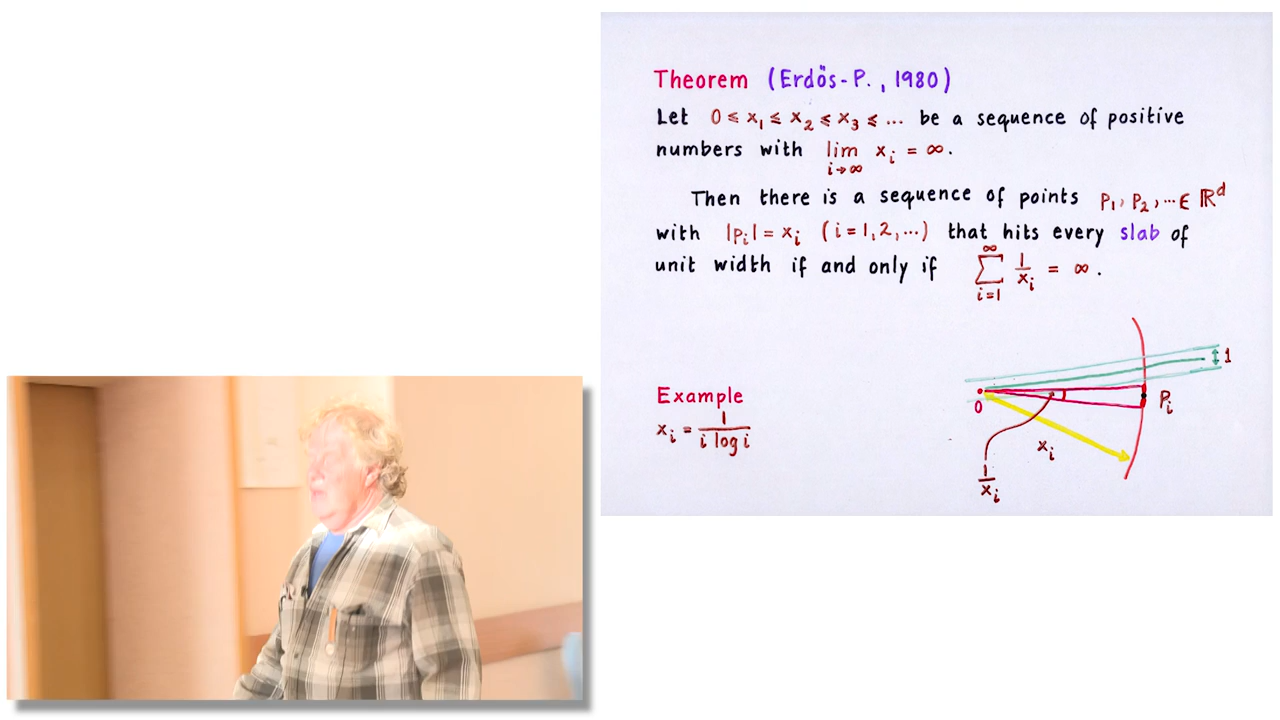 Theorem (Erdős-P., 1980)
Let 0 ≤ x₁ ≤ x₂ ≤ x₃ ≤ ... be a sequence of positive
numbers with lim_{i→∞} x_i = ∞.
Then there is a sequence of points p₁, p₂, ... ∈ ℝ^d
with |p_i| = x_i (i=1,2,...) that hits every slab of
unit width if and only if ∑_{i=1}^{∞} 1/x_i = ∞.
1
Example
0
P_i
x_i = 1/(i log i)
x_i
1/x_i